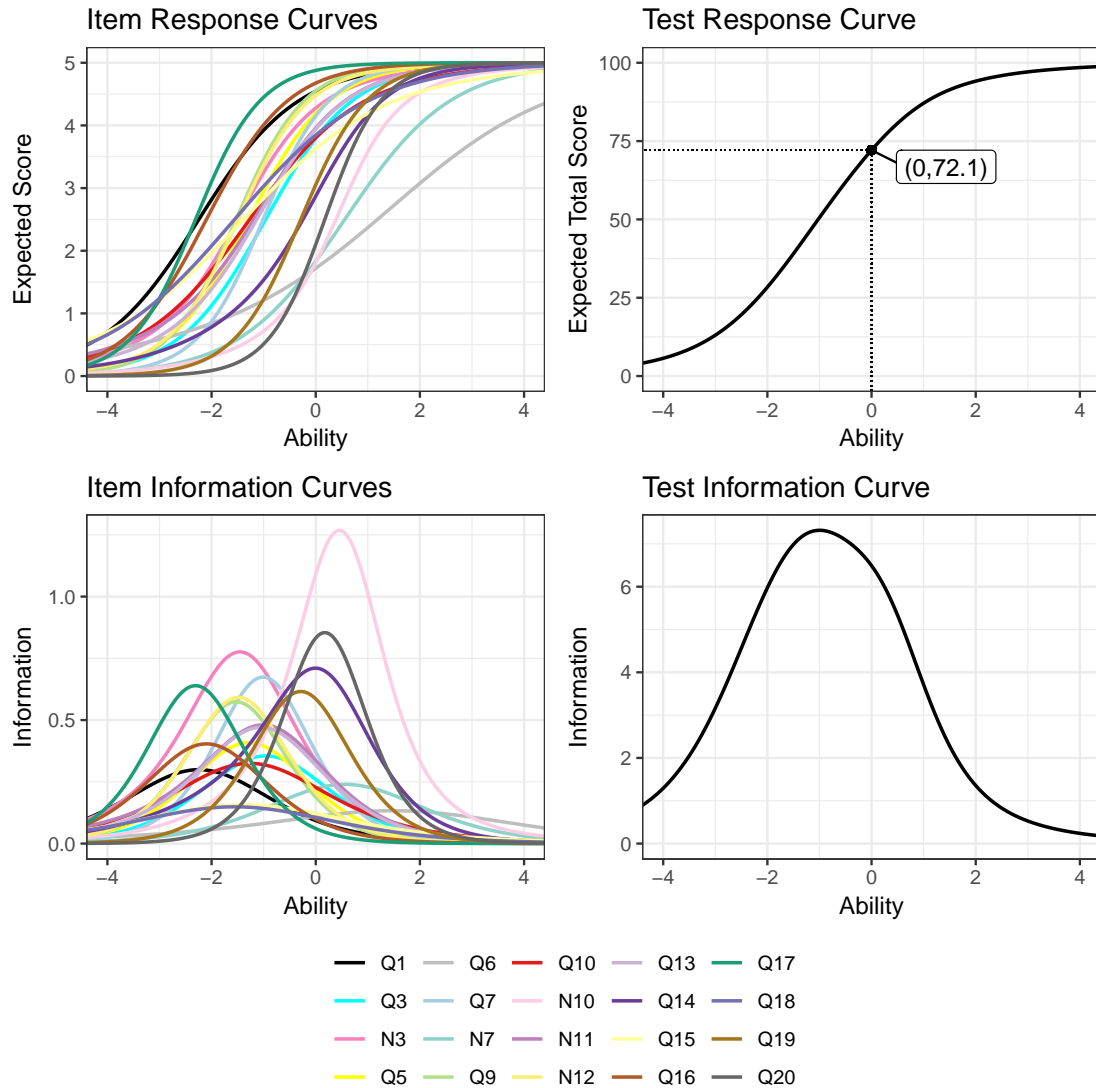 Item Response Curves
Test Response Curve
Expected Score
5
4
3
2
1
0
−4 −2 0 2 4
Ability
Expected Total Score
100
75
50
25
0
(0,72.1)
−4 −2 0 2 4
Ability
Item Information Curves
Test Information Curve
Information
1.0
0.5
0.0
−4 −2 0 2 4
Ability
Information
6
4
2
0
−4 −2 0 2 4
Ability
Q1 Q6 Q10 Q13 Q17
Q3 Q7 N10 Q14 Q18
N3 N7 N11 Q15 Q19
Q5 Q9 N12 Q16 Q20